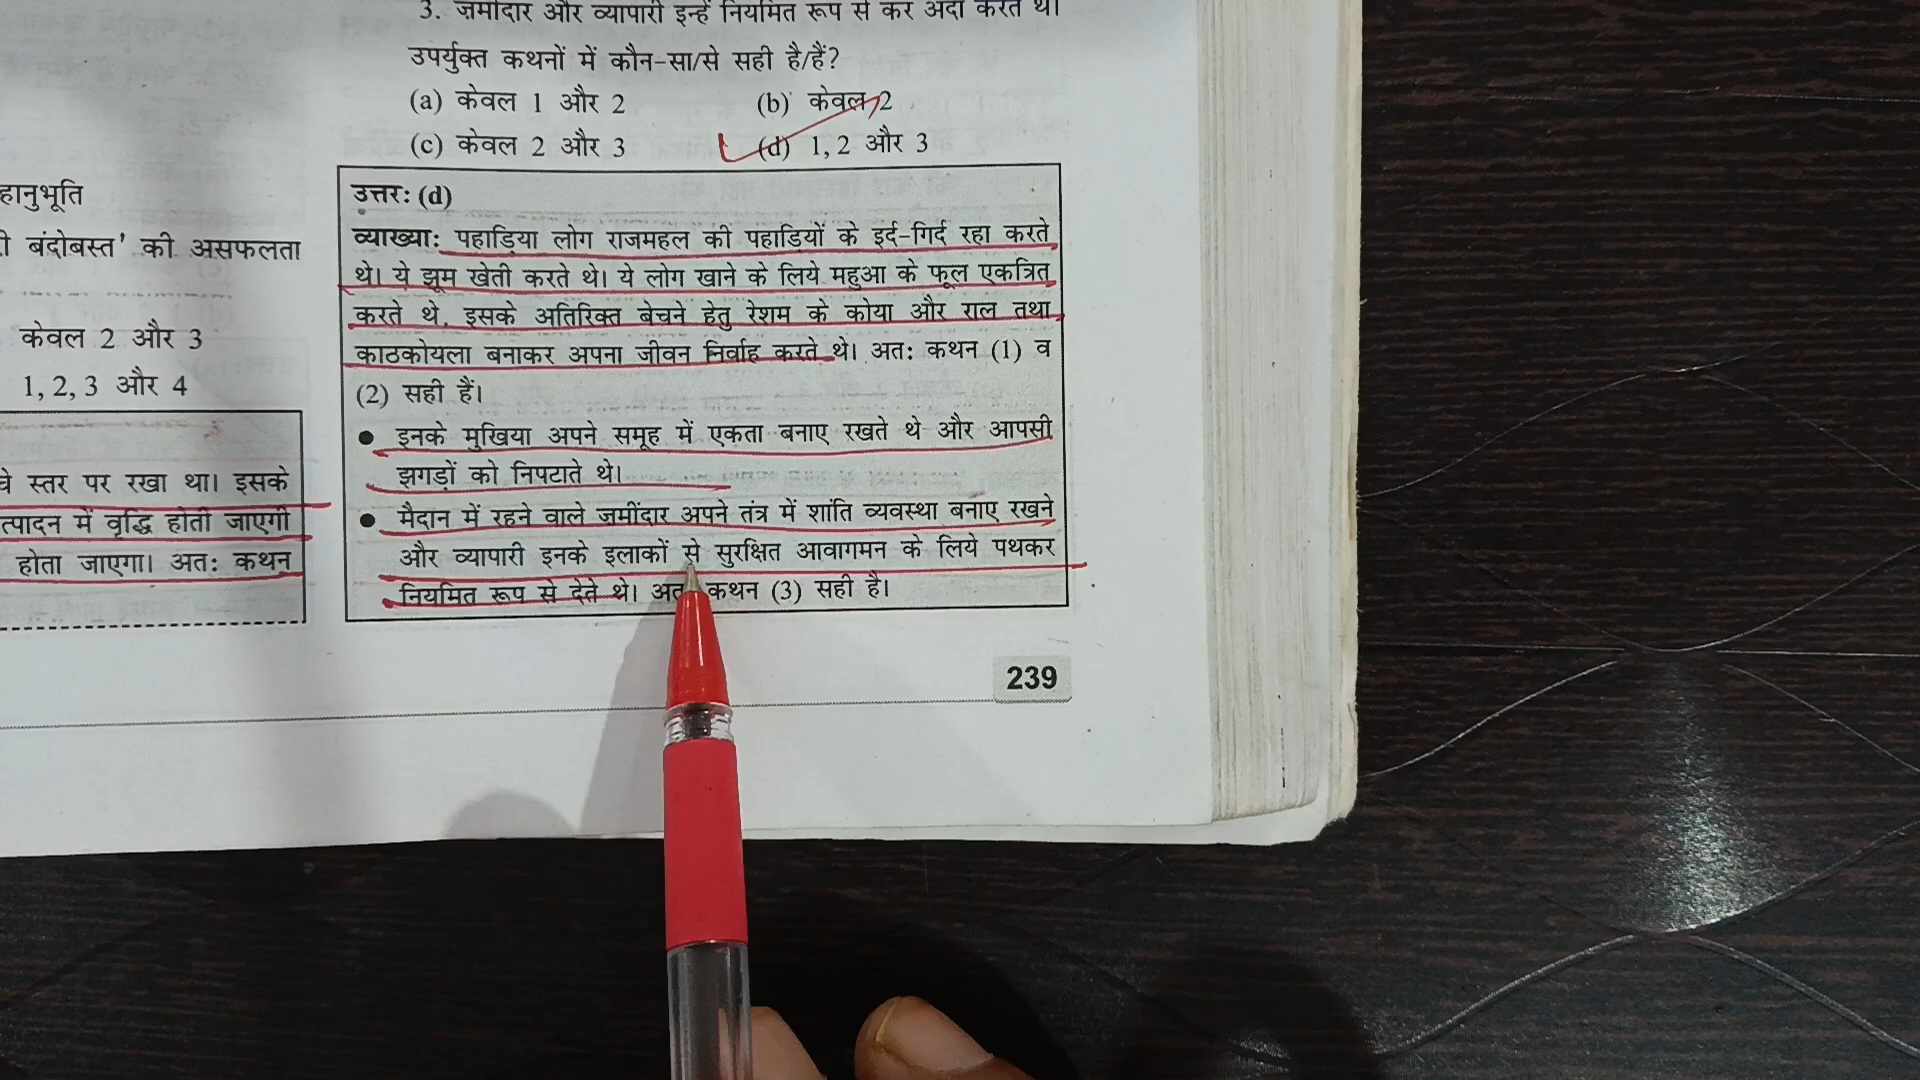 हानुभूति
बंदोबस्त' की असफलता
केवल 2 और 3
1, 2, 3 और 4
स्तर पर रखा था। इसके
त्पादन में वृद्धि होती जाएगी
होता जाएगा। अतः कथन
3. ज़मींदार और व्यापारी इन्हें नियमित रूप से कर अदा करते थे।
उपर्युक्त कथनों में कौन-सा/से सही है/हैं?
(a) केवल 1 और 2 (b) केवल 2
(c) केवल 2 और 3 (d) 1, 2 और 3
उत्तरः (d)
व्याख्याः पहाड़िया लोग राजमहल की पहाड़ियों के इर्द-गिर्द रहा करते
थे। ये झूम खेती करते थे। ये लोग खाने के लिये महुआ के फूल एकत्रित
करते थे, इसके अतिरिक्त बेचने हेतु रेशम के कोया और राल तथा
काठकोयला बनाकर अपना जीवन निर्वाह करते थे। अतः कथन (1) व
(2) सही हैं।
● इनके मुखिया अपने समूह में एकता बनाए रखते थे और आपसी
झगड़ों को निपटाते थे।
● मैदान में रहने वाले ज़मींदार अपने तंत्र में शांति व्यवस्था बनाए रखने
और व्यापारी इनके इलाकों से सुरक्षित आवागमन के लिये पथकर
नियमित रूप से देते थे। अतः कथन (3) सही है।
239